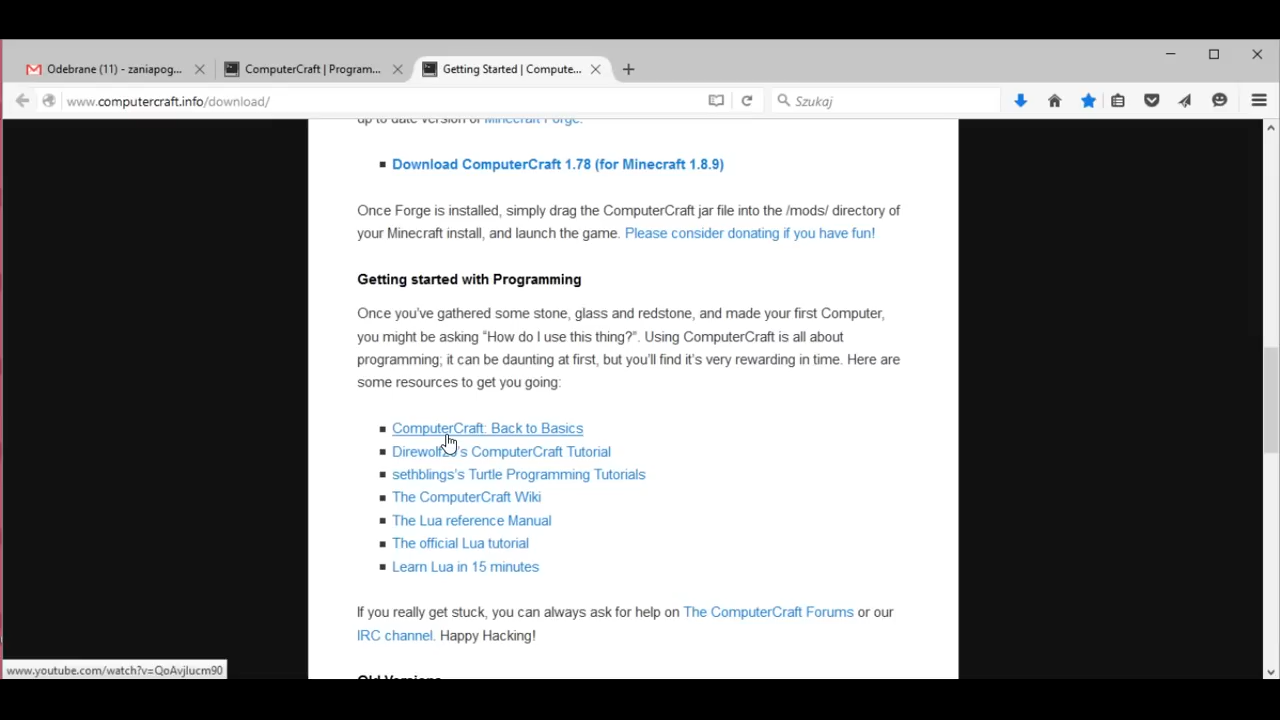 Odebrane (11) - zaniapog...
ComputerCraft | Program...
Getting Started | Compute...
www.computercraft.info/download/
Szukaj
up to date version of Minecraft Forge.
Download ComputerCraft 1.78 (for Minecraft 1.8.9)
Once Forge is installed, simply drag the ComputerCraft jar file into the /mods/ directory of
your Minecraft install, and launch the game. Please consider donating if you have fun!
Getting started with Programming
Once you've gathered some stone, glass and redstone, and made your first Computer,
you might be asking “How do I use this thing?“. Using ComputerCraft is all about
programming; it can be daunting at first, but you'll find it's very rewarding in time. Here are
some resources to get you going:
ComputerCraft: Back to Basics
Direwolf20's ComputerCraft Tutorial
sethblings's Turtle Programming Tutorials
The ComputerCraft Wiki
The Lua reference Manual
The official Lua tutorial
Learn Lua in 15 minutes
If you really get stuck, you can always ask for help on The ComputerCraft Forums or our
IRC channel. Happy Hacking!
Old Versions
www.youtube.com/watch?v=QoAvjlucm90